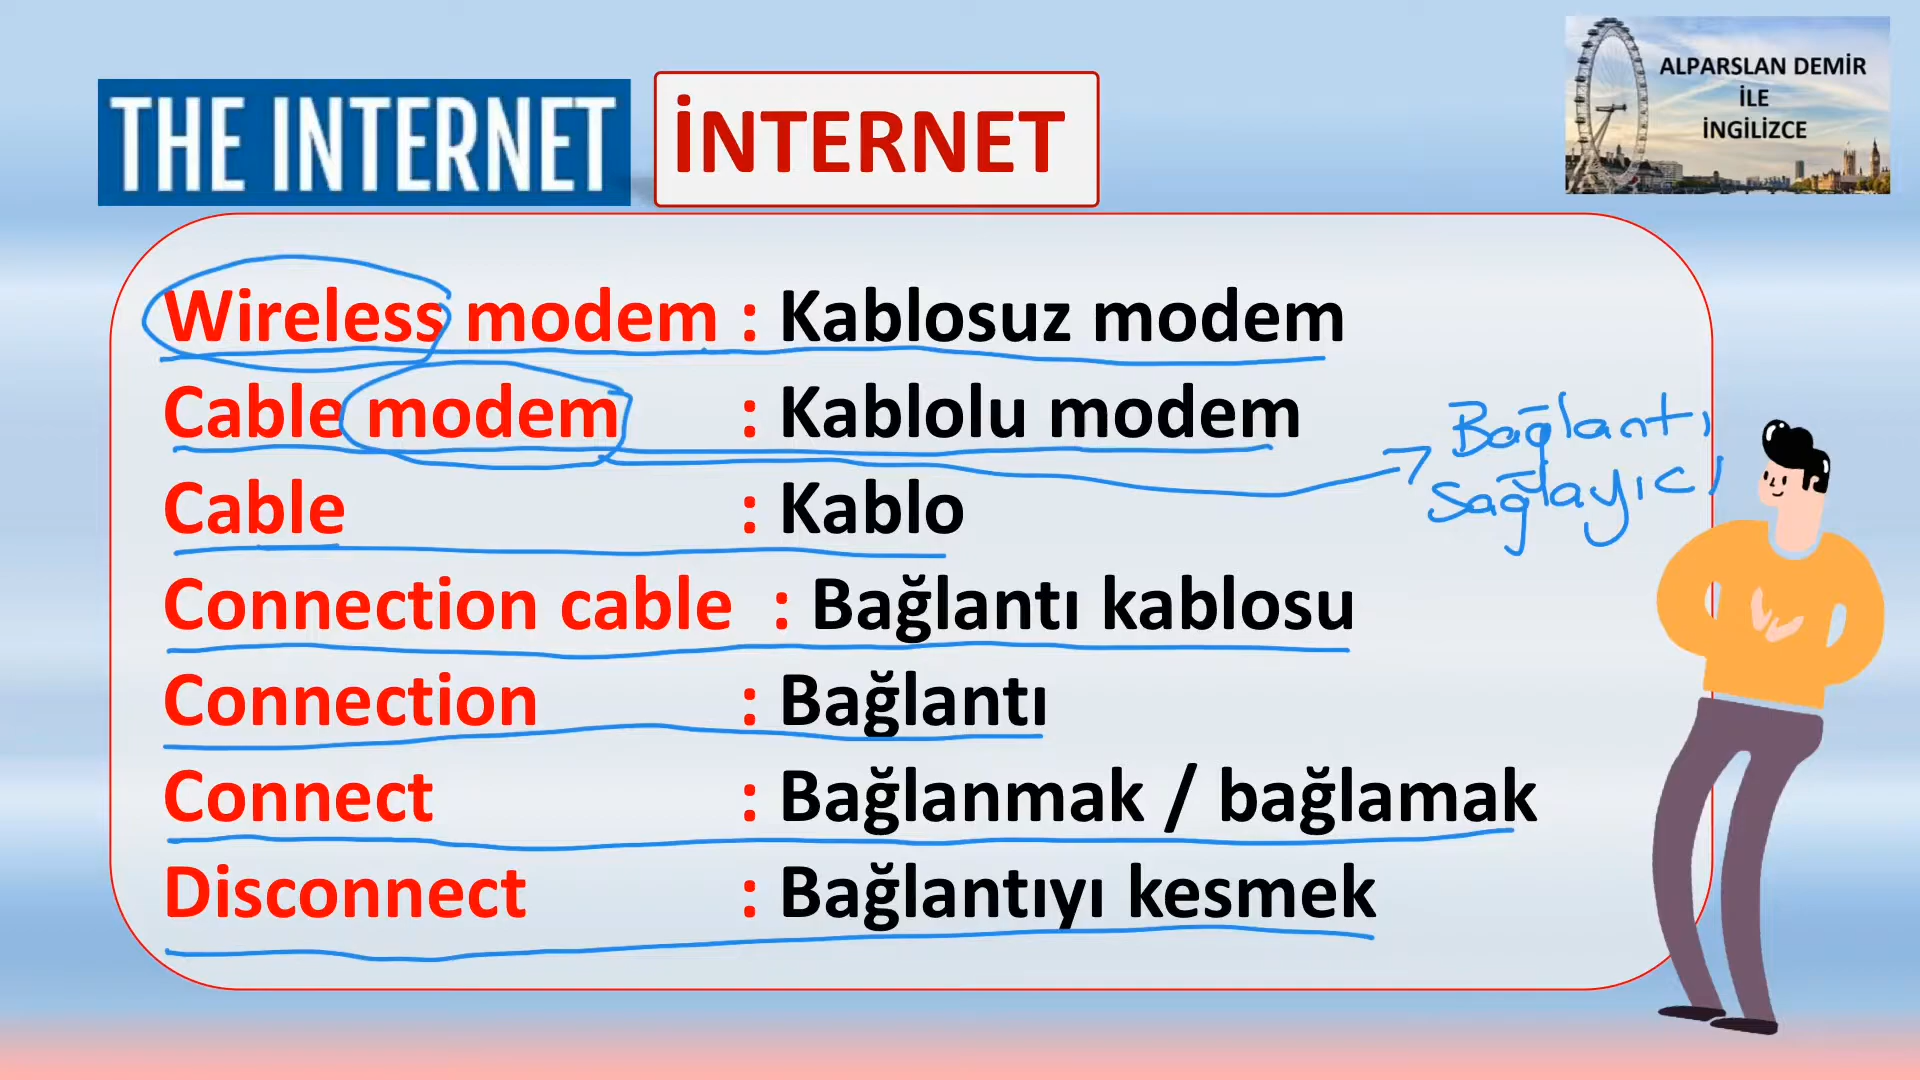 THE INTERNET
İNTERNET
ALPARSLAN DEMİR
İLE
İNGİLİZCE
Wireless modem : Kablosuz modem
Cable modem : Kablolu modem
Bağlantı
Sağlayıcı
Cable : Kablo
Connection cable : Bağlantı kablosu
Connection : Bağlantı
Connect : Bağlanmak / bağlamak
Disconnect : Bağlantıyı kesmek